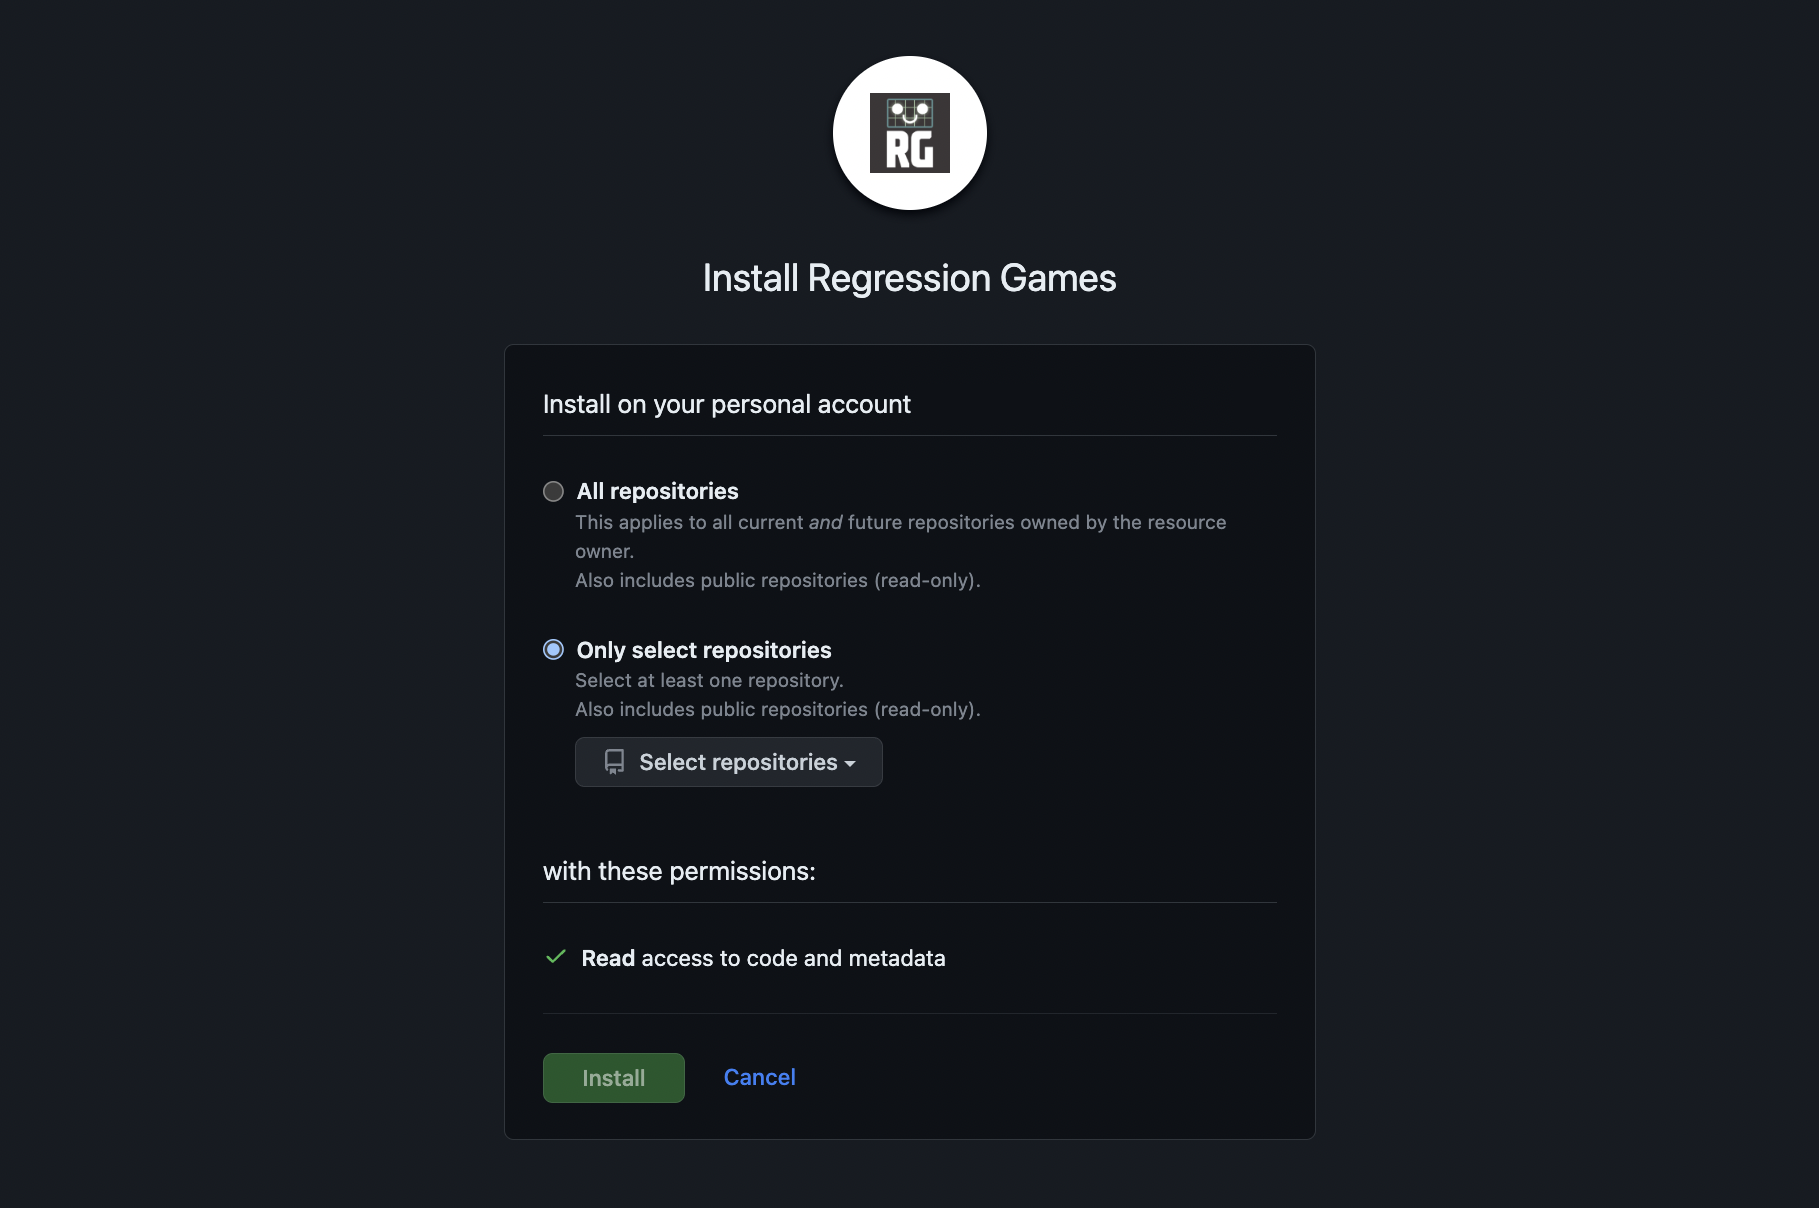 RG
Install Regression Games
Install on your personal account
All repositories
This applies to all current and future repositories owned by the resource
owner.
Also includes public repositories (read-only).
Only select repositories
Select at least one repository.
Also includes public repositories (read-only).
Select repositories
with these permissions:
Read access to code and metadata
Install
Cancel